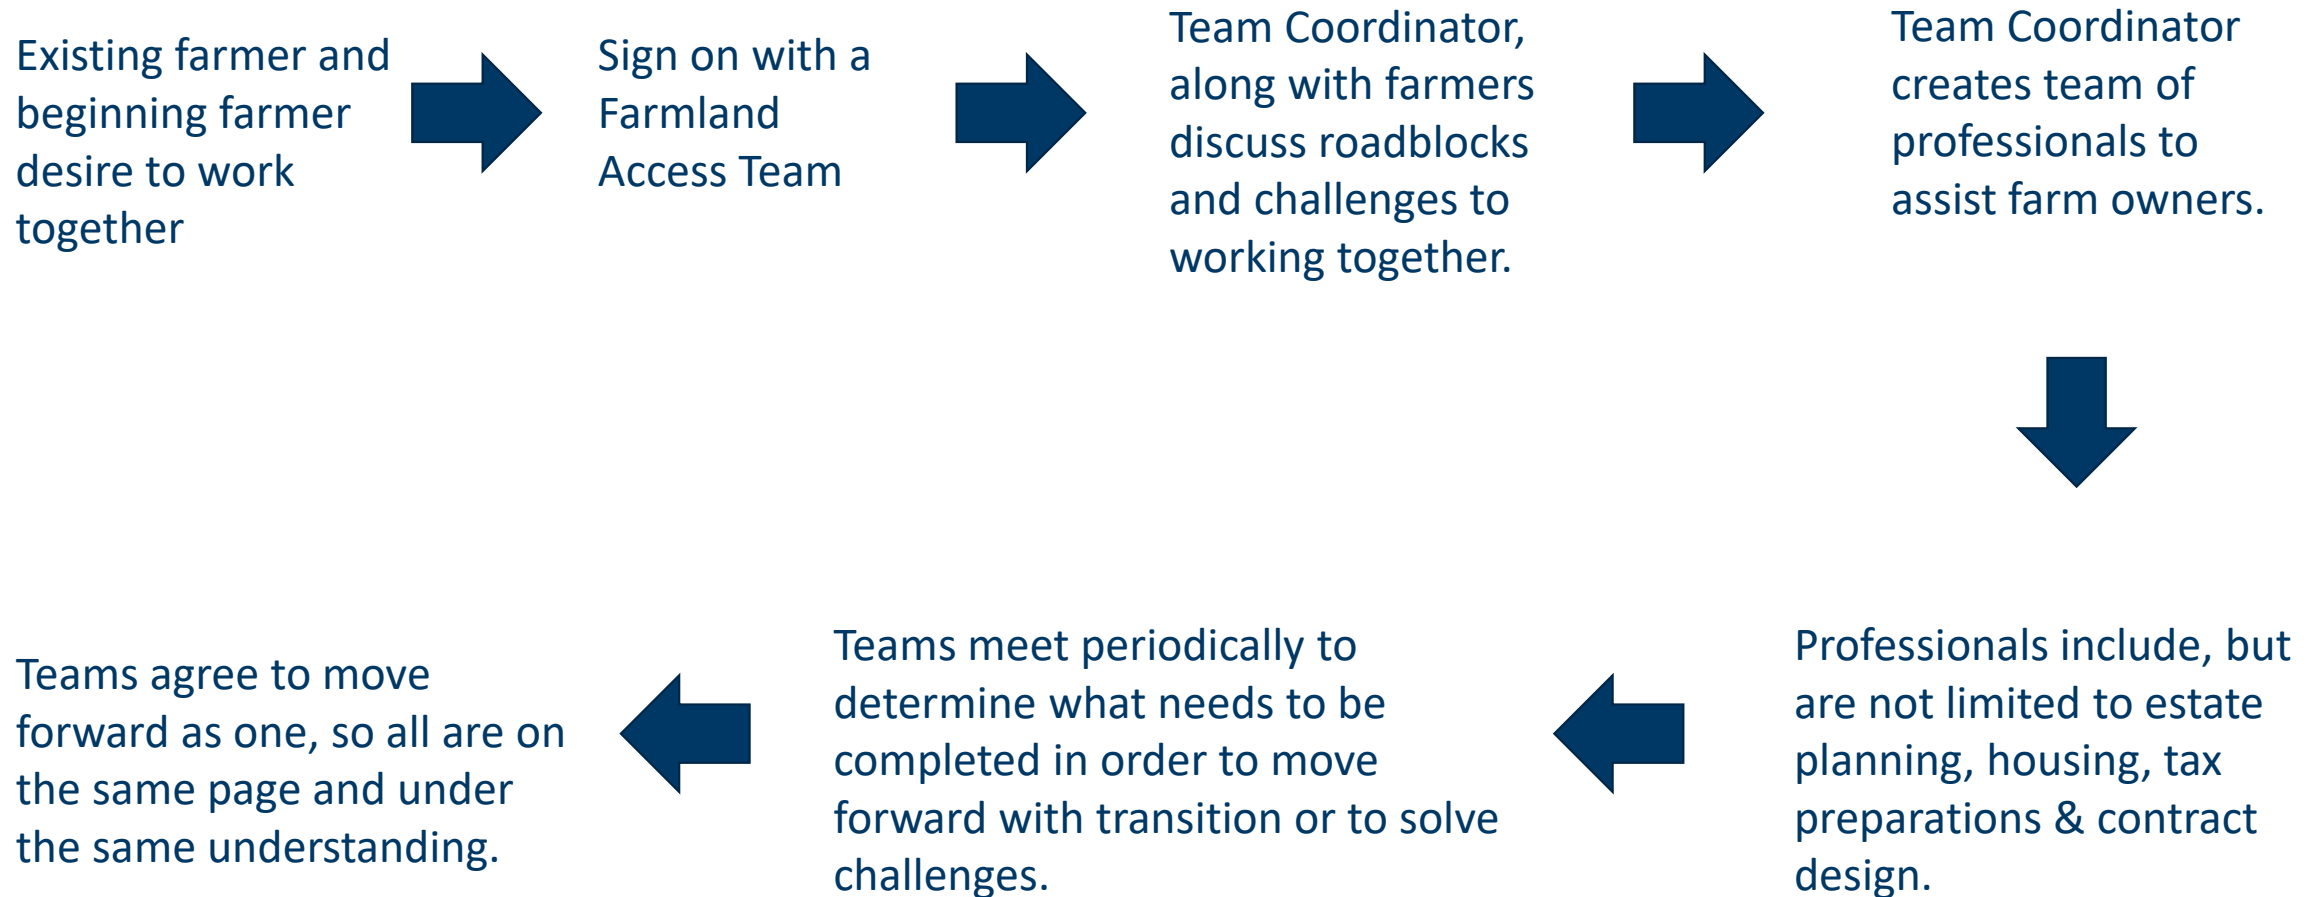 Existing farmer and
beginning farmer
desire to work
together
Sign on with a
Farmland
Access Team
Team Coordinator,
along with farmers
discuss roadblocks
and challenges to
working together.
Team Coordinator
creates team of
professionals to
assist farm owners.
Professionals include, but
are not limited to estate
planning, housing, tax
preparations & contract
design.
Teams meet periodically to
determine what needs to be
completed in order to move
forward with transition or to solve
challenges.
Teams agree to move
forward as one, so all are on
the same page and under
the same understanding.